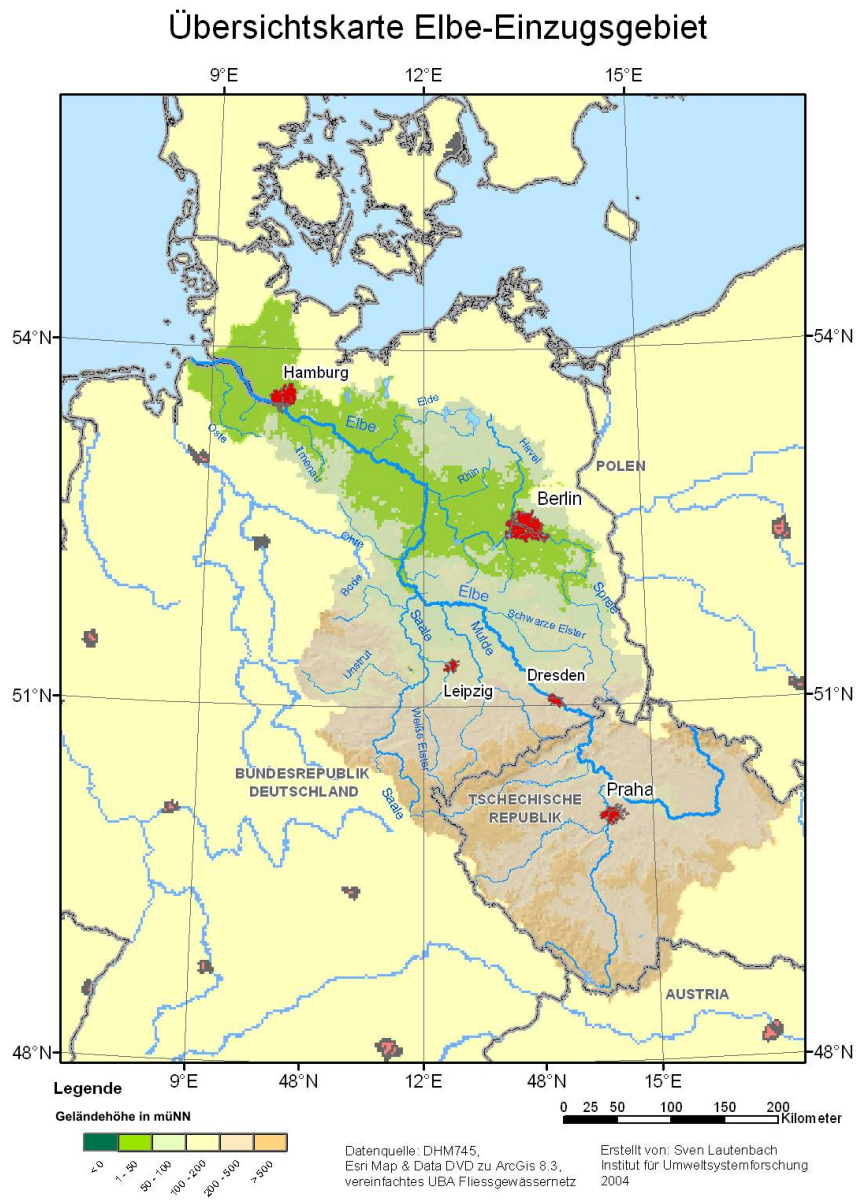 Übersichtskarte Elbe-Einzugsgebiet
9°E
12°E
15°E
54°N
54°N
Hamburg
Elde
Elbe
Oste
Havel
Ilmenau
POLEN
Rhin
Berlin
Ohre
Bode
Elbe
Spree
Saale
Schwarze Elster
Mulde
Unstrut
Dresden
Leipzig
51°N
51°N
Weiße Elster
BUNDESREPUBLIK
DEUTSCHLAND
Praha
TSCHECHISCHE
REPUBLIK
Saale
AUSTRIA
48°N
48°N
9°E
48°N
12°E
48°N
15°E
Legende
Geländehöhe in müNN
< 0
1 - 50
50 - 100
100 -200
200 -500
> 500
0 25 50 100 150 200
Kilometer
Datenquelle: DHM745,
Esri Map & Data DVD zu ArcGis 8.3,
vereinfachtes UBA Fliessgewässernetz
Erstellt von: Sven Lautenbach
Institut für Umweltsystemforschung
2004